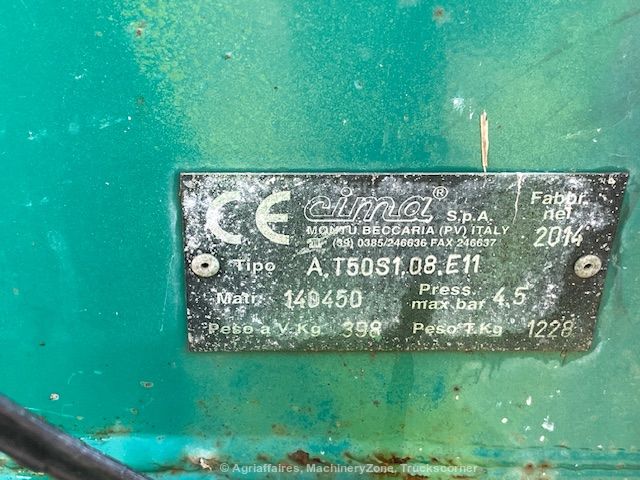 CE cima® S.p.A.
MONTÙ BECCARIA (PV) ITALY
☎ (39) 0385/246636 FAX 246637
Fabbr. nel 2014
Tipo A.T50S1.08.E11
Matr. 140450 Press. max bar 4.5
Peso a V.Kg 398 Peso T.Kg 1228
© Agriaffaires, MachineryZone, Truckscorner